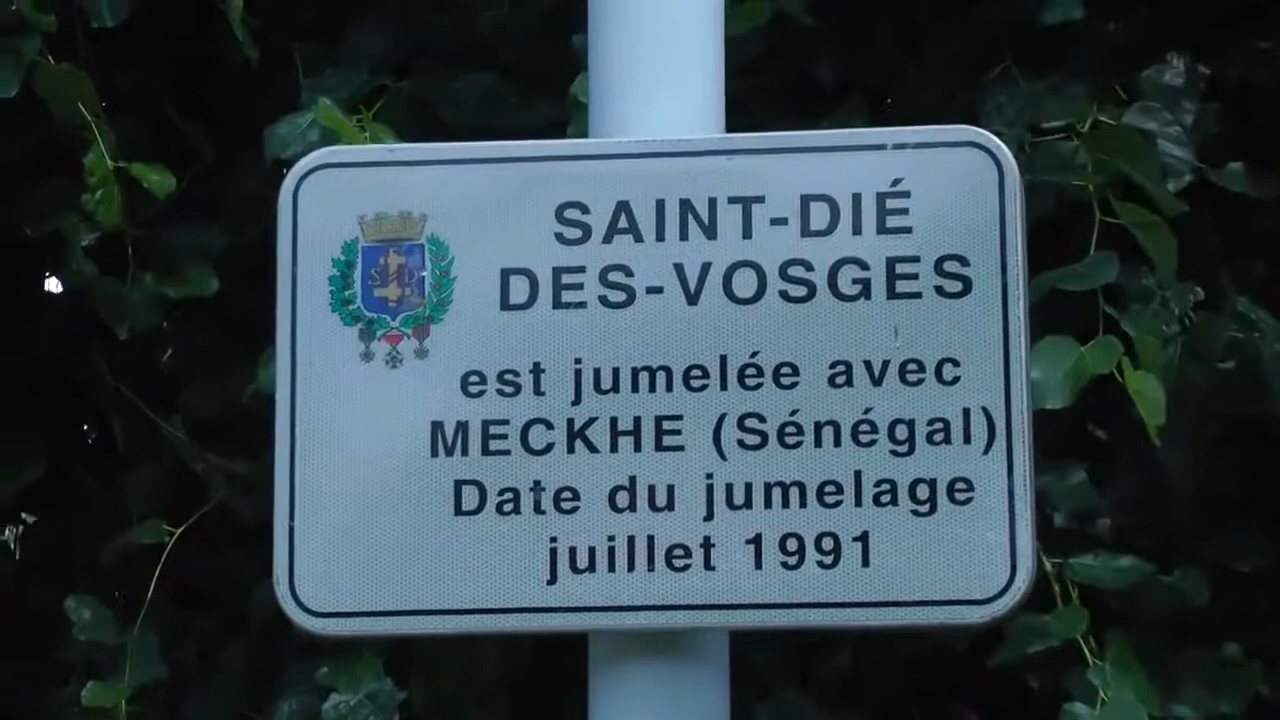 SAINT-DIÉ
DES-VOSGES
est jumelée avec
MECKHE (Sénégal)
Date du jumelage
juillet 1991